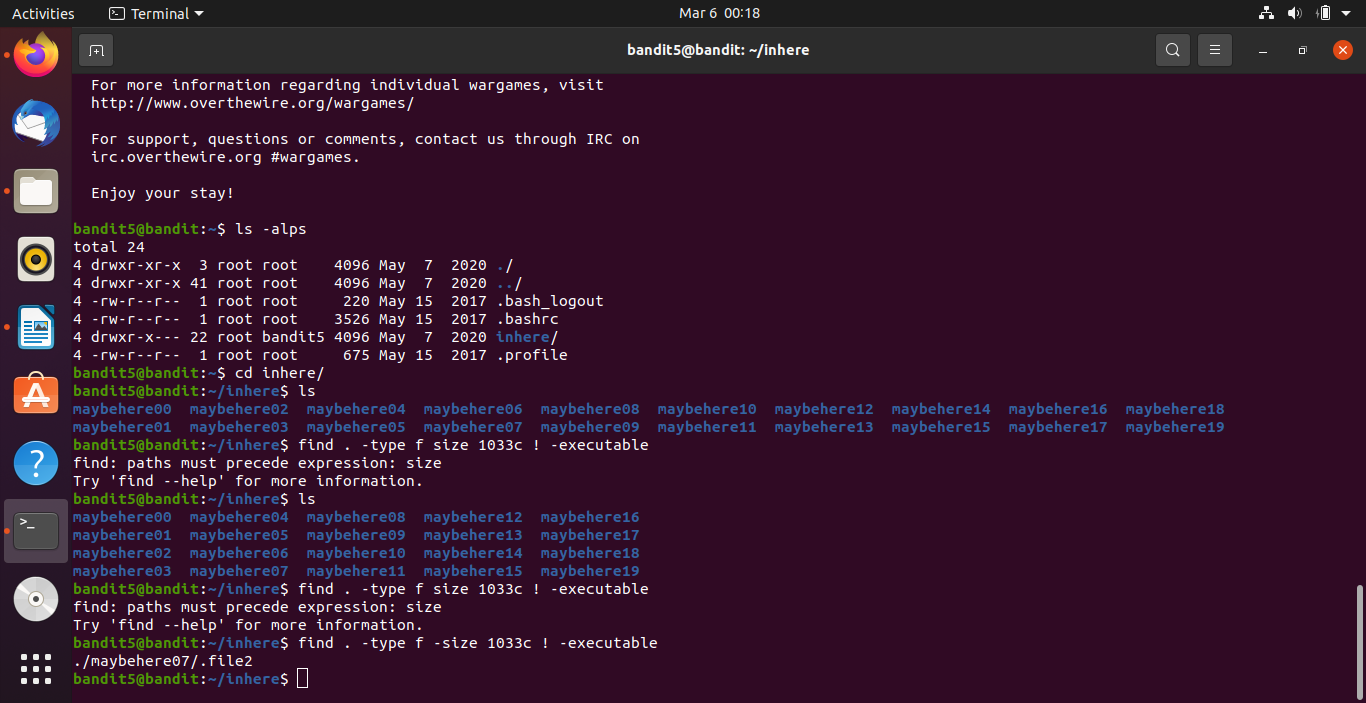 Activities Terminal Mar 6 00:18
bandit5@bandit: ~/inhere
For more information regarding individual wargames, visit
http://www.overthewire.org/wargames/
For support, questions or comments, contact us through IRC on
irc.overthewire.org #wargames.
Enjoy your stay!
bandit5@bandit:~$ ls -alps
total 24
4 drwxr-xr-x  3 root root    4096 May  7  2020 ./
4 drwxr-xr-x 41 root root    4096 May  7  2020 ../
4 -rw-r--r--  1 root root     220 May 15  2017 .bash_logout
4 -rw-r--r--  1 root root    3526 May 15  2017 .bashrc
4 drwxr-x--- 22 root bandit5 4096 May  7  2020 inhere/
4 -rw-r--r--  1 root root     675 May 15  2017 .profile
bandit5@bandit:~$ cd inhere/
bandit5@bandit:~/inhere$ ls
maybehere00  maybehere02  maybehere04  maybehere06  maybehere08  maybehere10  maybehere12  maybehere14  maybehere16  maybehere18
maybehere01  maybehere03  maybehere05  maybehere07  maybehere09  maybehere11  maybehere13  maybehere15  maybehere17  maybehere19
bandit5@bandit:~/inhere$ find . -type f size 1033c ! -executable
find: paths must precede expression: size
Try 'find --help' for more information.
bandit5@bandit:~/inhere$ ls
maybehere00  maybehere04  maybehere08  maybehere12  maybehere16
maybehere01  maybehere05  maybehere09  maybehere13  maybehere17
maybehere02  maybehere06  maybehere10  maybehere14  maybehere18
maybehere03  maybehere07  maybehere11  maybehere15  maybehere19
bandit5@bandit:~/inhere$ find . -type f size 1033c ! -executable
find: paths must precede expression: size
Try 'find --help' for more information.
bandit5@bandit:~/inhere$ find . -type f -size 1033c ! -executable
./maybehere07/.file2
bandit5@bandit:~/inhere$